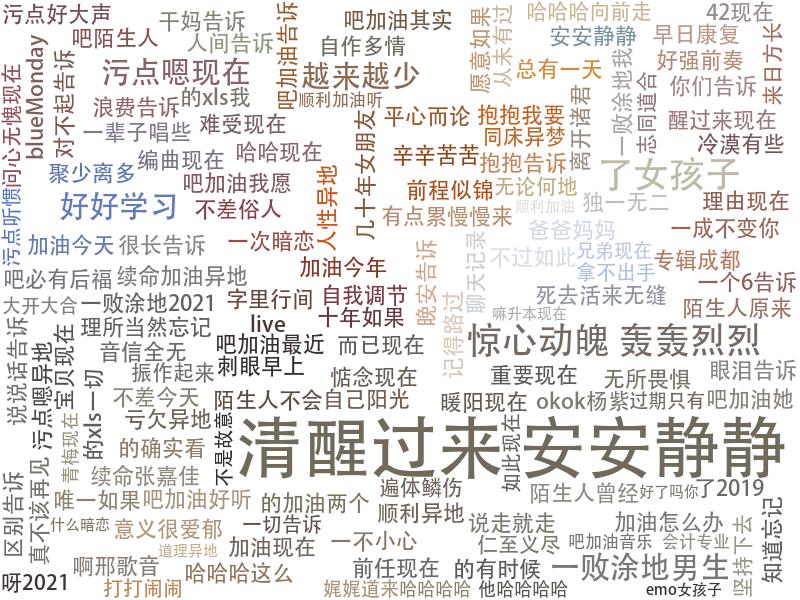 污点好大声
干妈告诉
吧加油告诉
吧加油其实
愿意如果
从未有过
哈哈哈向前走
42现在
吧陌生人
人间告诉
自作多情
安安静静
早日康复
来日方长
blueMonday
对不起告诉
污点嗯现在
越来越少
总有一天
一败涂地我
好强前奏
问心无愧现在
浪费告诉
的xls我
顺利加油听
志同道合
你们告诉
一辈子唱些
难受现在
几十年女朋友
平心而论
抱抱我要
离开诸君
醒过来现在
同床异梦
冷漠有些
聚少离多
编曲现在
哈哈现在
辛辛苦苦
抱抱告诉
了女孩子
污点听惯
好好学习
吧加油我愿
人性异地
前程似锦
无论何地
不差俗人
有点累慢慢来
顺利加油
独一无二
理由现在
加油今天
很长告诉
一次暗恋
晚安告诉
聊天记录
爸爸妈妈
一成不变你
不过如此
兄弟现在
专辑成都
吧必有后福
续命加油异地
加油今年
拿不出手
一个6告诉
大开大合
一败涂地2021
字里行间
自我调节
记得路过
死去活来无缝
陌生人原来
说说话告诉
理所当然忘记
live
十年如果
嘛升本现在
惊心动魄
轰轰烈烈
污点嗯异地
宝贝现在
音信全无
吧加油最近
而已现在
振作起来
刺眼早上
惦念现在
重要现在
无所畏惧
眼泪告诉
的xls一切
不差今天
陌生人不会自己阳光
暖阳现在
okok杨紫过期只有
吧加油她
青梅现在
亏欠异地
不是故意
清醒过来
如此现在
安安静静
的确实看
区别告诉
真不该再见
续命张嘉佳
遍体鳞伤
陌生人曾经
好了吗你
了2019
唯一如果
吧加油好听
的加油两个
顺利异地
知道忘记
什么暗恋
意义很爱郁
一切告诉
说走就走
加油怎么办
坚持下去
道理异地
加油现在
一不小心
仁至义尽
吧加油音乐
会计专业
啊邢歌音
哈哈哈这么
前任现在
的有时候
一败涂地男生
呀2021
打打闹闹
娓娓道来哈哈哈哈
他哈哈哈哈
emo女孩子